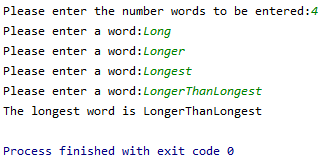 Please enter the number words to be entered:4
Please enter a word:Long
Please enter a word:Longer
Please enter a word:Longest
Please enter a word:LongerThanLongest
The longest word is LongerThanLongest
Process finished with exit code 0